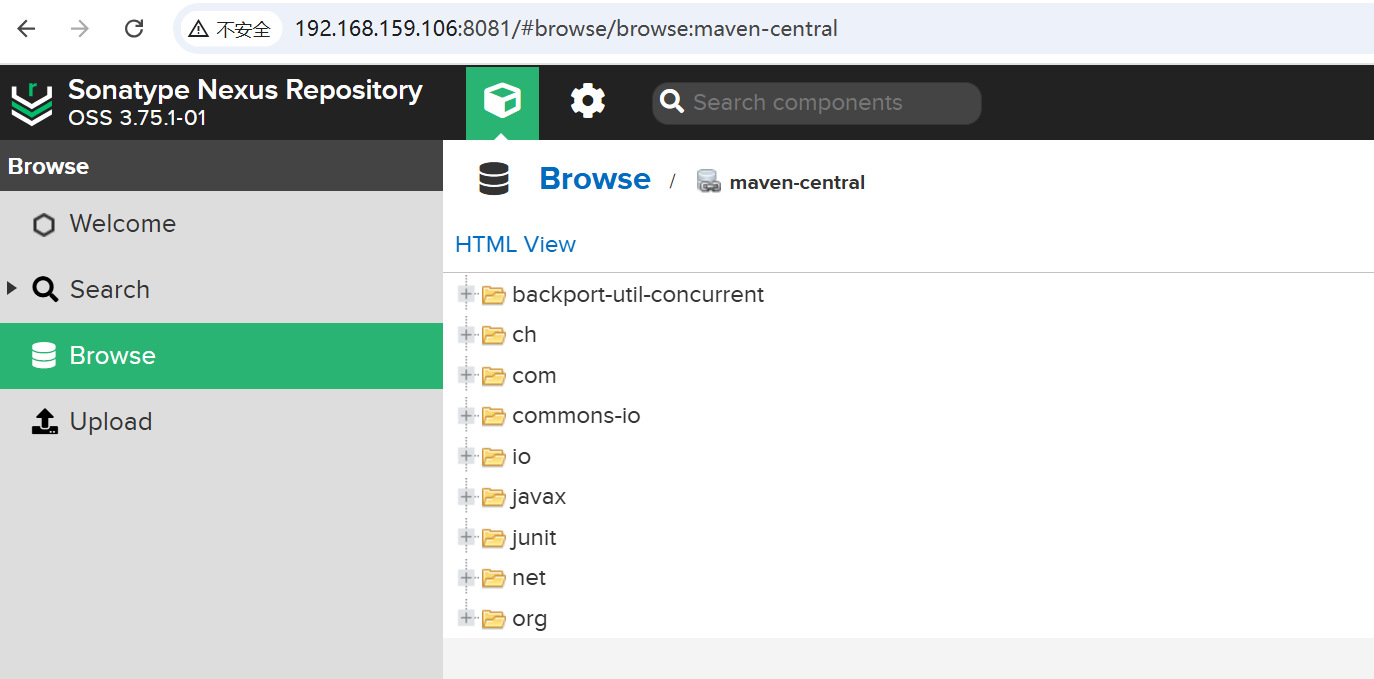 不安全 192.168.159.106:8081/#browse/browse:maven-central
Sonatype Nexus Repository
OSS 3.75.1-01
Search components
Browse
Welcome
Search
Browse
Upload
Browse / maven-central
HTML View
backport-util-concurrent
ch
com
commons-io
io
javax
junit
net
org